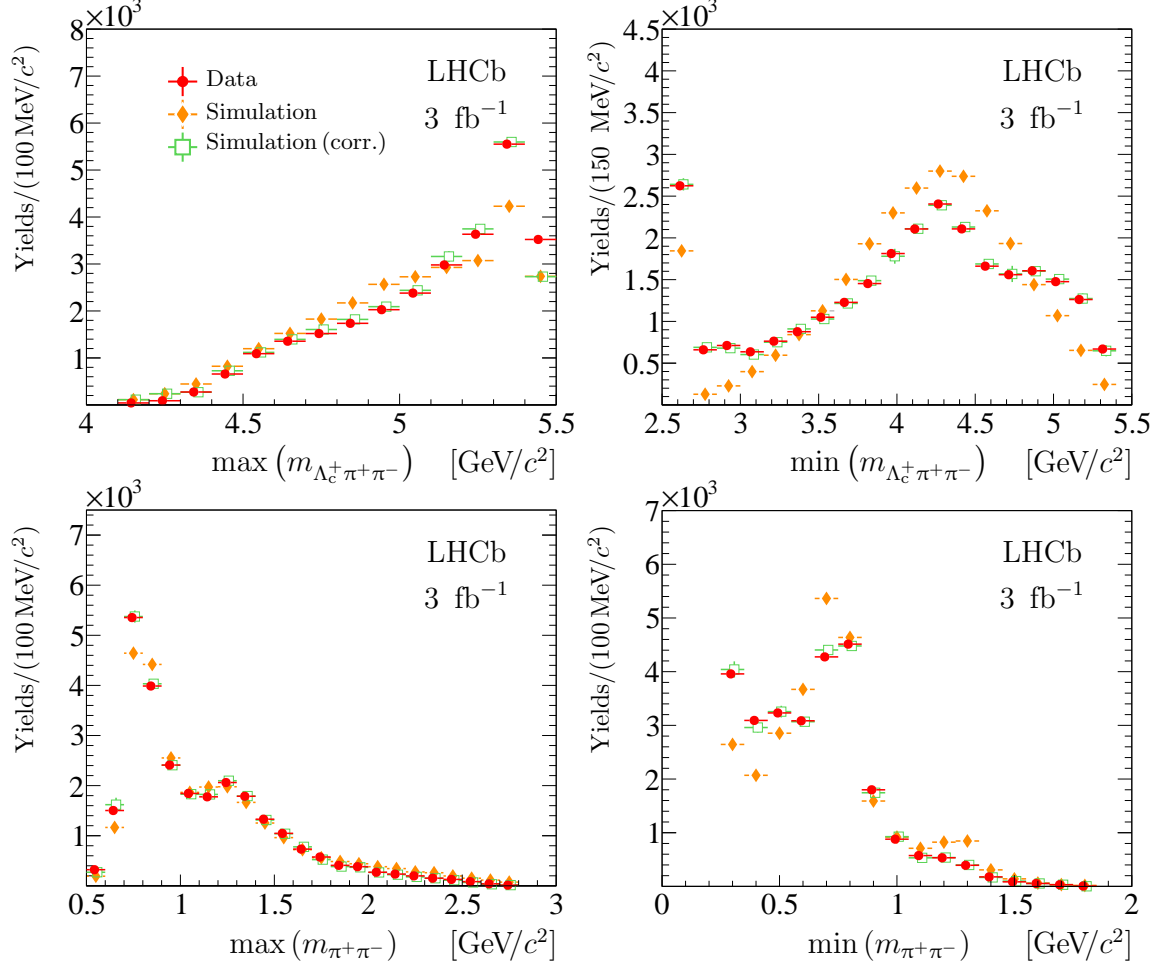 ×10³
Yields/(100 MeV/c²)
8
7
6
5
4
3
2
1
LHCb
3 fb⁻¹
Data
Simulation
Simulation (corr.)
4 4.5 5 5.5
max (m_Λc⁺π⁺π⁻) [GeV/c²]
×10³
Yields/(150 MeV/c²)
4.5
4
3.5
3
2.5
2
1.5
1
0.5
LHCb
3 fb⁻¹
2.5 3 3.5 4 4.5 5 5.5
min (m_Λc⁺π⁺π⁻) [GeV/c²]
×10³
Yields/(100 MeV/c²)
7
6
5
4
3
2
1
LHCb
3 fb⁻¹
0.5 1 1.5 2 2.5 3
max (m_π⁺π⁻) [GeV/c²]
×10³
Yields/(100 MeV/c²)
7
6
5
4
3
2
1
LHCb
3 fb⁻¹
0 0.5 1 1.5 2
min (m_π⁺π⁻) [GeV/c²]